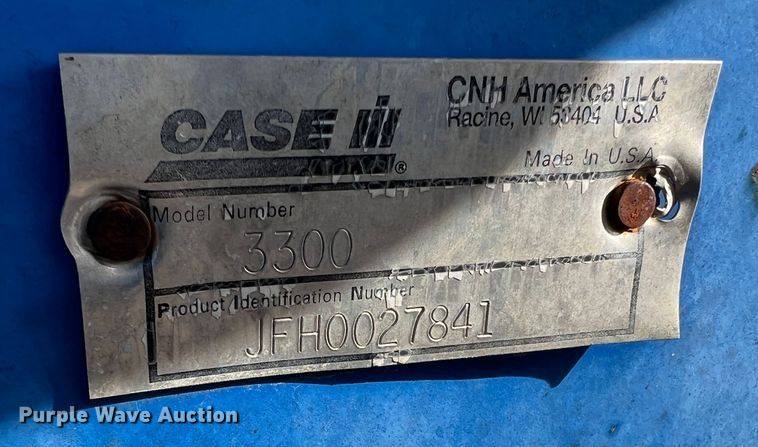 CASE IH®
CNH America LLC
Racine, WI 53404 U.S.A
Made In U.S.A.
Model Number
3300
Product Identification Number
JFH0027841
Purple Wave Auction